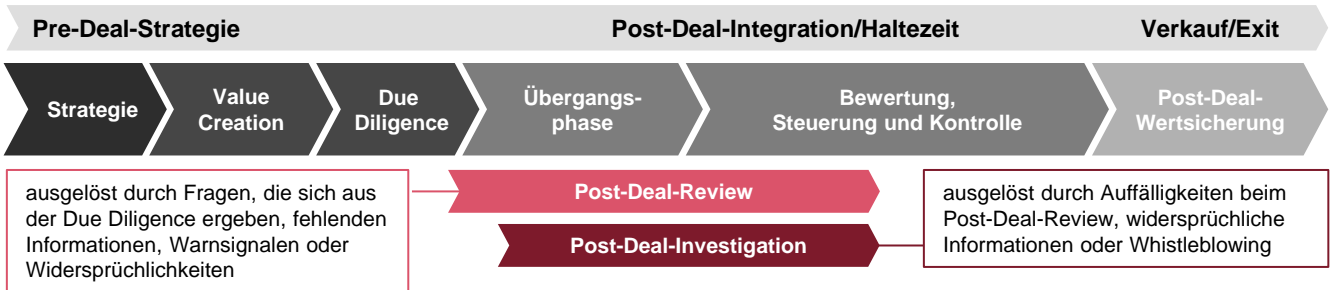 Pre-Deal-Strategie
Post-Deal-Integration/Haltezeit
Verkauf/Exit
Strategie
Value
Creation
Due
Diligence
Übergangs-
phase
Bewertung,
Steuerung und Kontrolle
Post-Deal-
Wertsicherung
ausgelöst durch Fragen, die sich aus
der Due Diligence ergeben, fehlenden
Informationen, Warnsignalen oder
Widersprüchlichkeiten
Post-Deal-Review
Post-Deal-Investigation
ausgelöst durch Auffälligkeiten beim
Post-Deal-Review, widersprüchliche
Informationen oder Whistleblowing